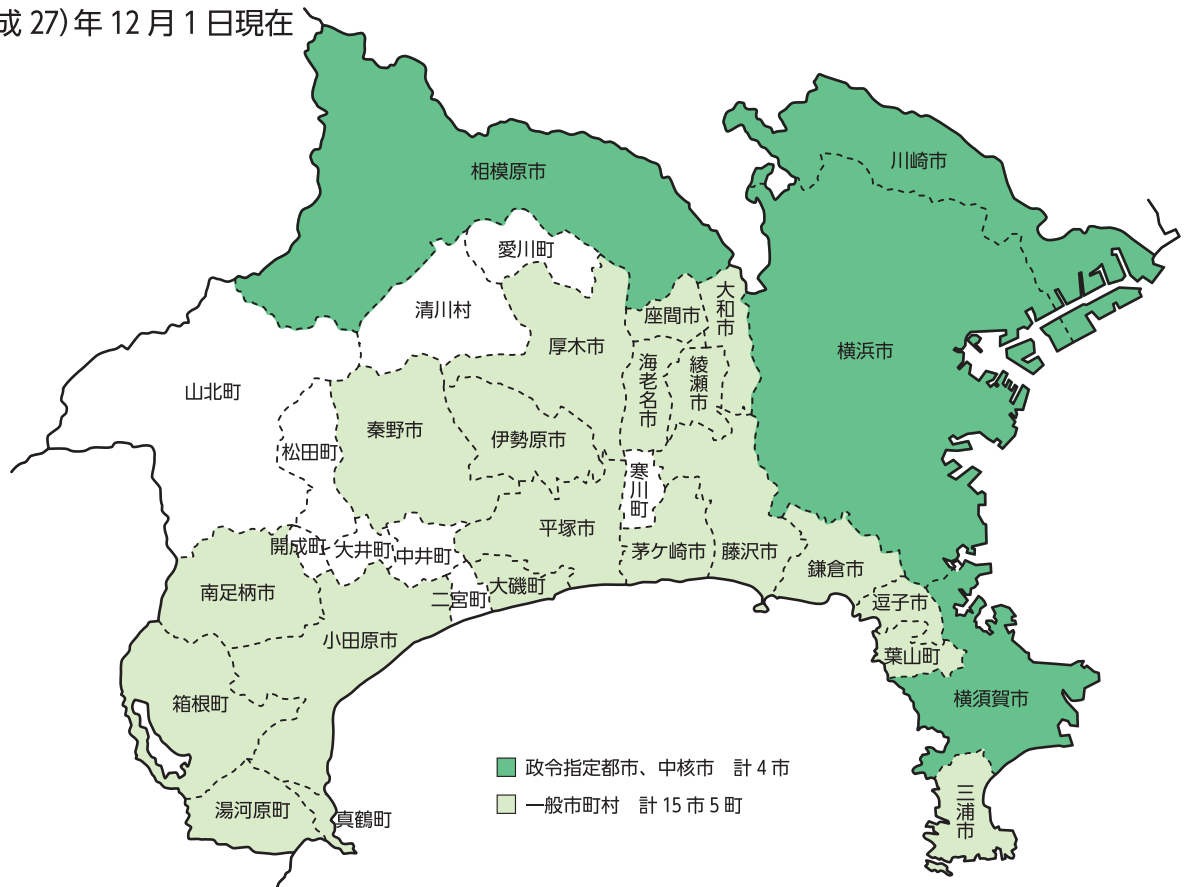 成 27)年 12 月 1 日現在
川崎市
相模原市
愛川町
清川村
大和市
座間市
厚木市
横浜市
海老名市
綾瀬市
山北町
秦野市
伊勢原市
松田町
寒川町
平塚市
開成町
大井町
中井町
茅ケ崎市
藤沢市
鎌倉市
南足柄市
大磯町
二宮町
逗子市
小田原市
葉山町
箱根町
横須賀市
政令指定都市、中核市 計 4 市
一般市町村 計 15 市 5 町
湯河原町
真鶴町
三浦市